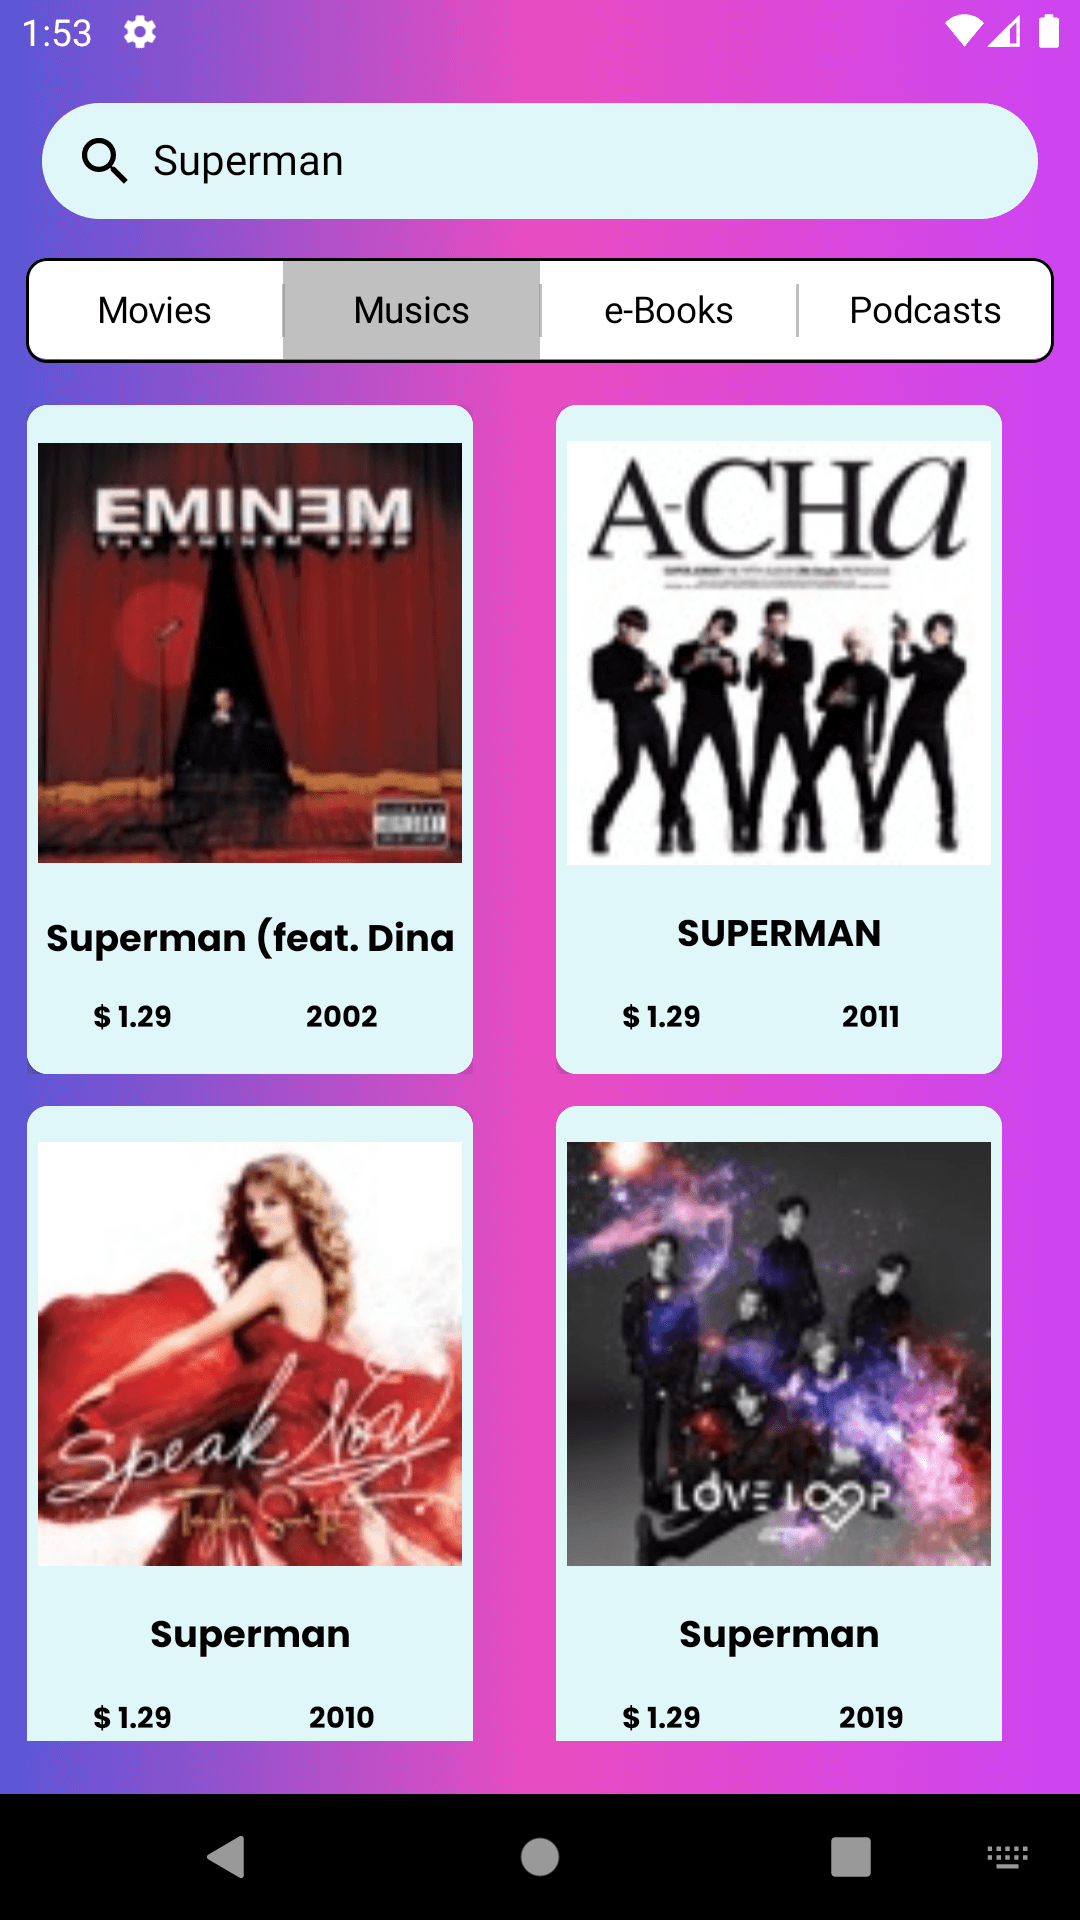 1:53
Superman
Movies
Musics
e-Books
Podcasts
EMINEM
THE EMINEM SHOW
Superman (feat. Dina
$ 1.29
2002
A-CHa
SUPERMAN
$ 1.29
2011
Speak Now
Taylor Swift
Superman
$ 1.29
2010
LOVE LOOP
Superman
$ 1.29
2019